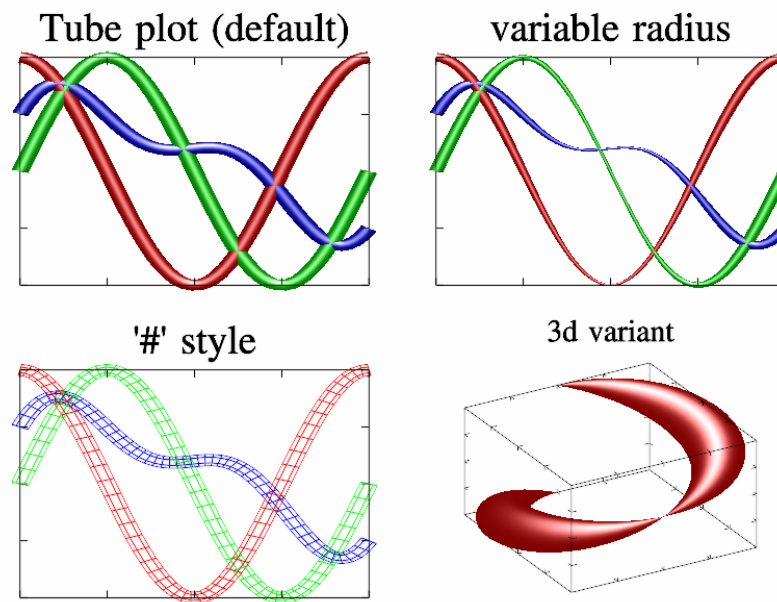 Tube plot (default)
variable radius
'#' style
3d variant